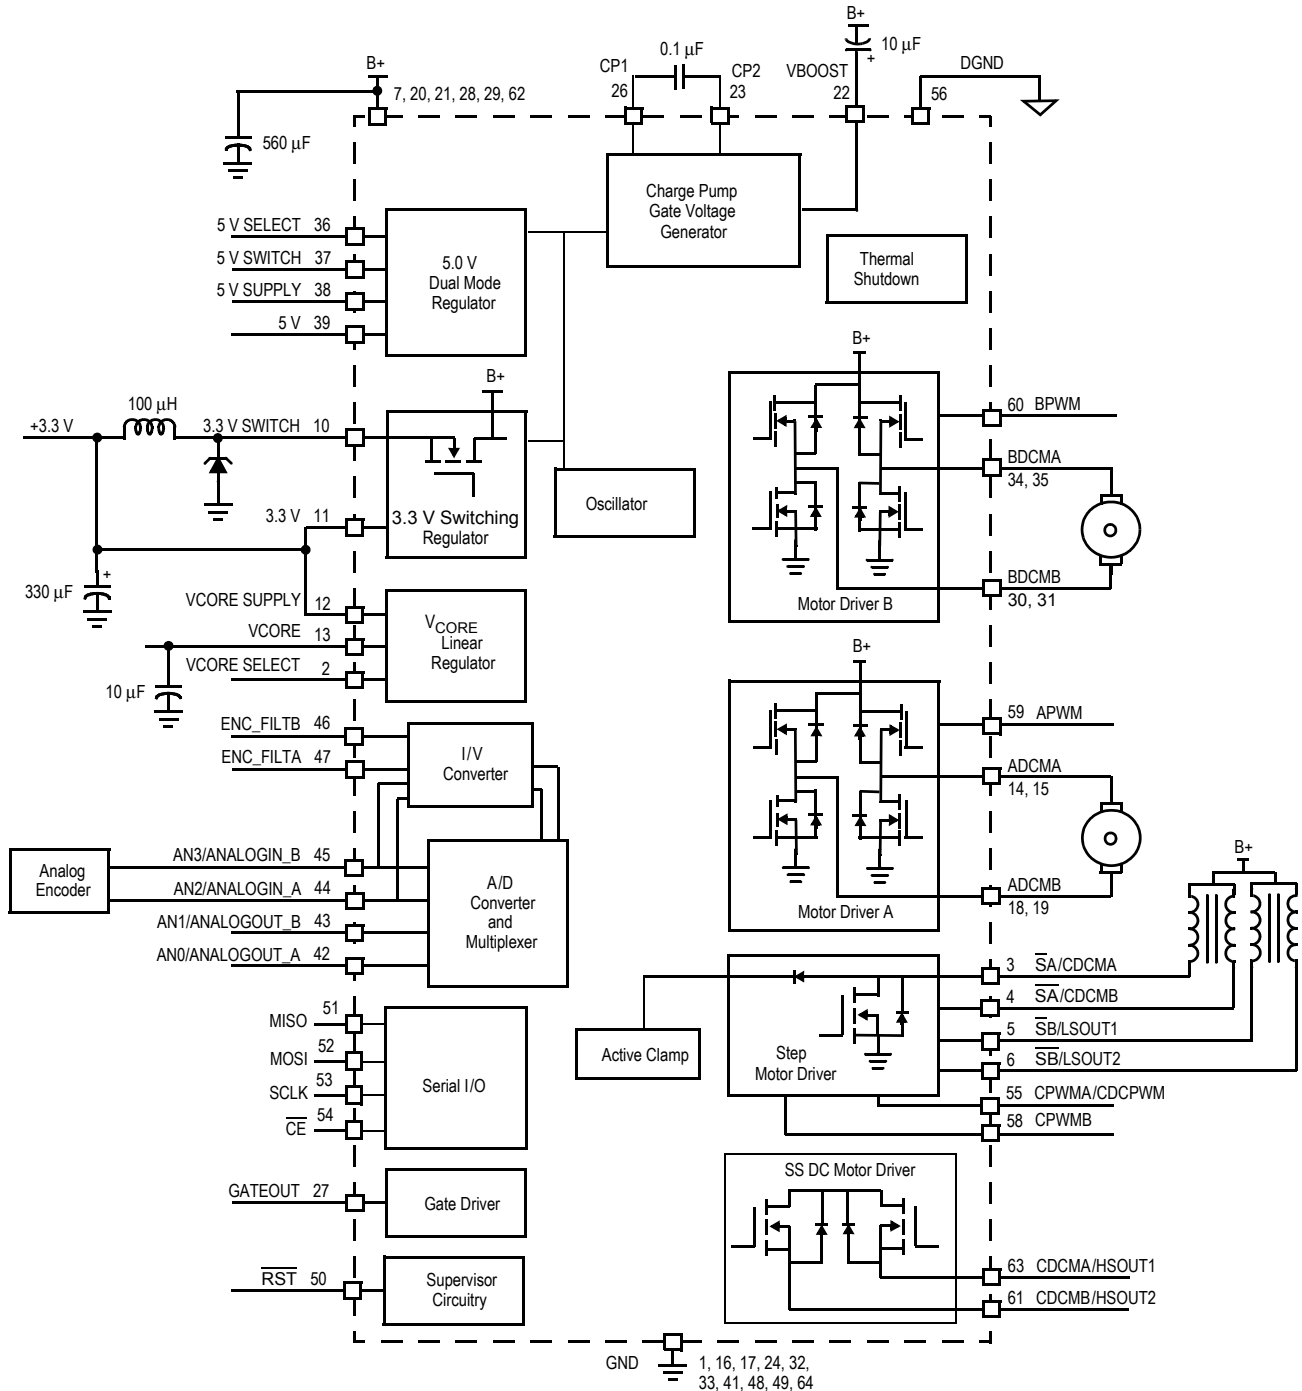 B+
0.1 μF
10 μF
B+
CP1
CP2
VBOOST
DGND
7, 20, 21, 28, 29, 62
26
23
22
56
560 μF
Charge Pump
Gate Voltage
Generator
5 V SELECT 36
5 V SWITCH 37
5 V SUPPLY 38
5 V 39
5.0 V
Dual Mode
Regulator
Thermal
Shutdown
B+
B+
100 μH
+3.3 V
3.3 V SWITCH 10
60 BPWM
BDCMA
34, 35
Oscillator
3.3 V 11
3.3 V Switching
Regulator
330 μF
BDCMB
30, 31
Motor Driver B
VCORE SUPPLY 12
VCORE 13
VCORE SELECT 2
VCORE
Linear
Regulator
10 μF
B+
ENC_FILTB 46
ENC_FILTA 47
I/V
Converter
59 APWM
ADCMA
14, 15
Analog
Encoder
AN3/ANALOGIN_B 45
AN2/ANALOGIN_A 44
AN1/ANALOGOUT_B 43
AN0/ANALOGOUT_A 42
A/D
Converter
and
Multiplexer
ADCMB
18, 19
Motor Driver A
B+
3 S̅A/CDCMA
4 S̅A̅/CDCMB
5 S̅B/LSOUT1
6 S̅B̅/LSOUT2
Active Clamp
Step
Motor Driver
55 CPWMA/CDCPWM
58 CPWMB
MISO 51
MOSI 52
SCLK 53
C̅E̅ 54
Serial I/O
SS DC Motor Driver
GATEOUT 27
Gate Driver
R̅S̅T̅ 50
Supervisor
Circuitry
63 CDCMA/HSOUT1
61 CDCMB/HSOUT2
GND
1, 16, 17, 24, 32,
33, 41, 48, 49, 64